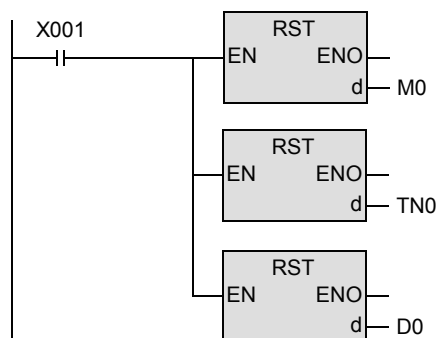 X001
RST
EN ENO
d M0
RST
EN ENO
d TN0
RST
EN ENO
d D0